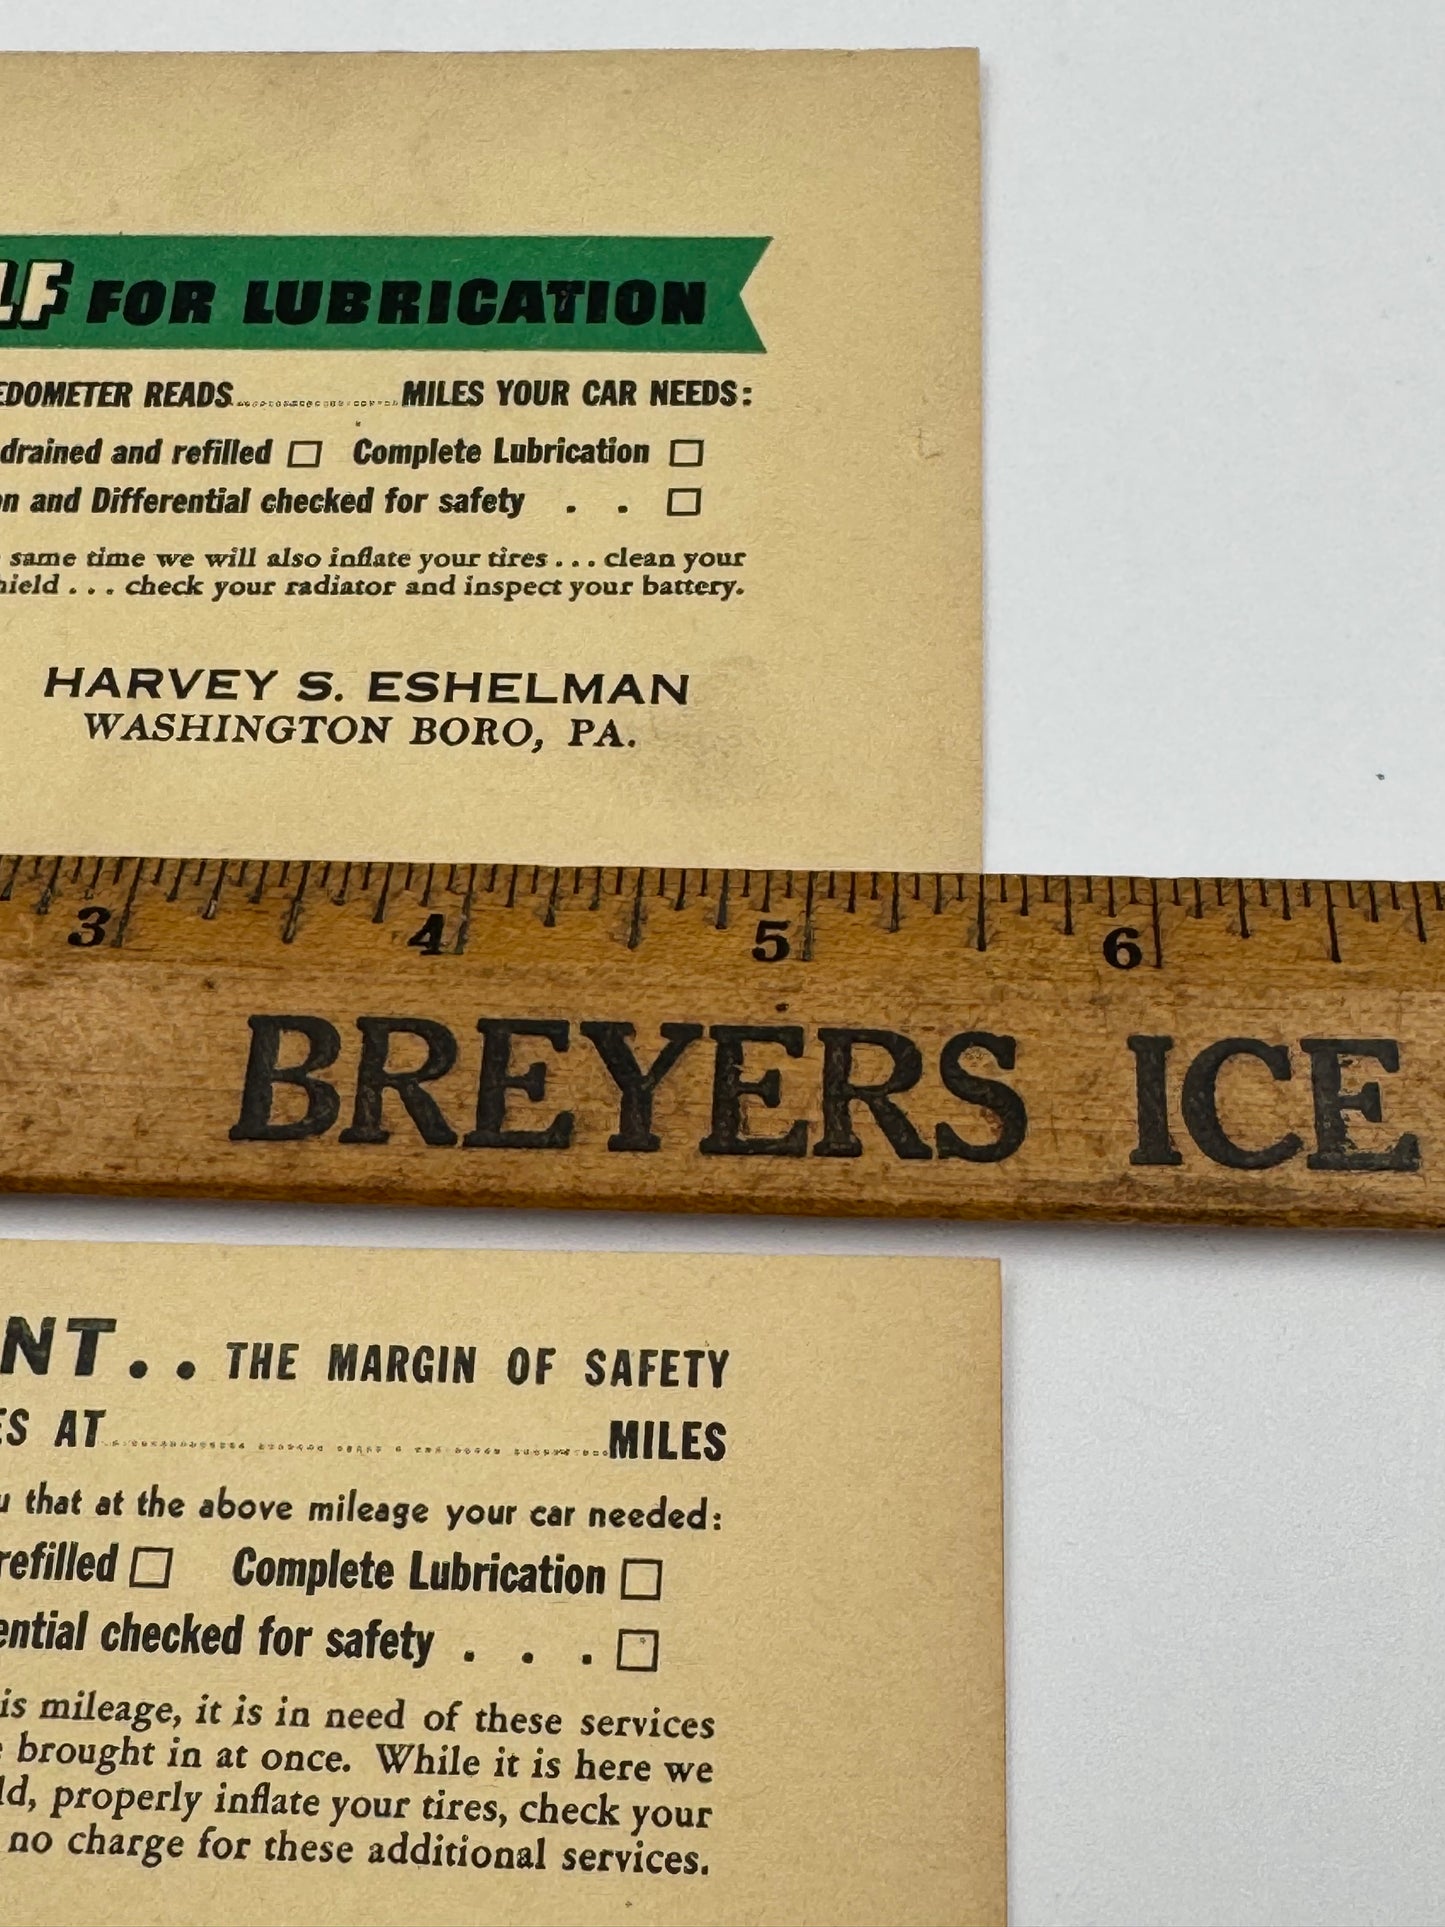 LF FOR LUBRICATION
EDOMETER READS MILES YOUR CAR NEEDS:
drained and refilled □ Complete Lubrication □
on and Differential checked for safety . . □
same time we will also inflate your tires ... clean your
hield ... check your radiator and inspect your battery.
HARVEY S. ESHELMAN
WASHINGTON BORO, PA.
3 4 5 6
BREYERS ICE
NT.. THE MARGIN OF SAFETY
ES AT MILES
u that at the above mileage your car needed:
refilled □ Complete Lubrication □
ential checked for safety . . . □
is mileage, it is in need of these services
brought in at once. While it is here we
ld, properly inflate your tires, check your
no charge for these additional services.